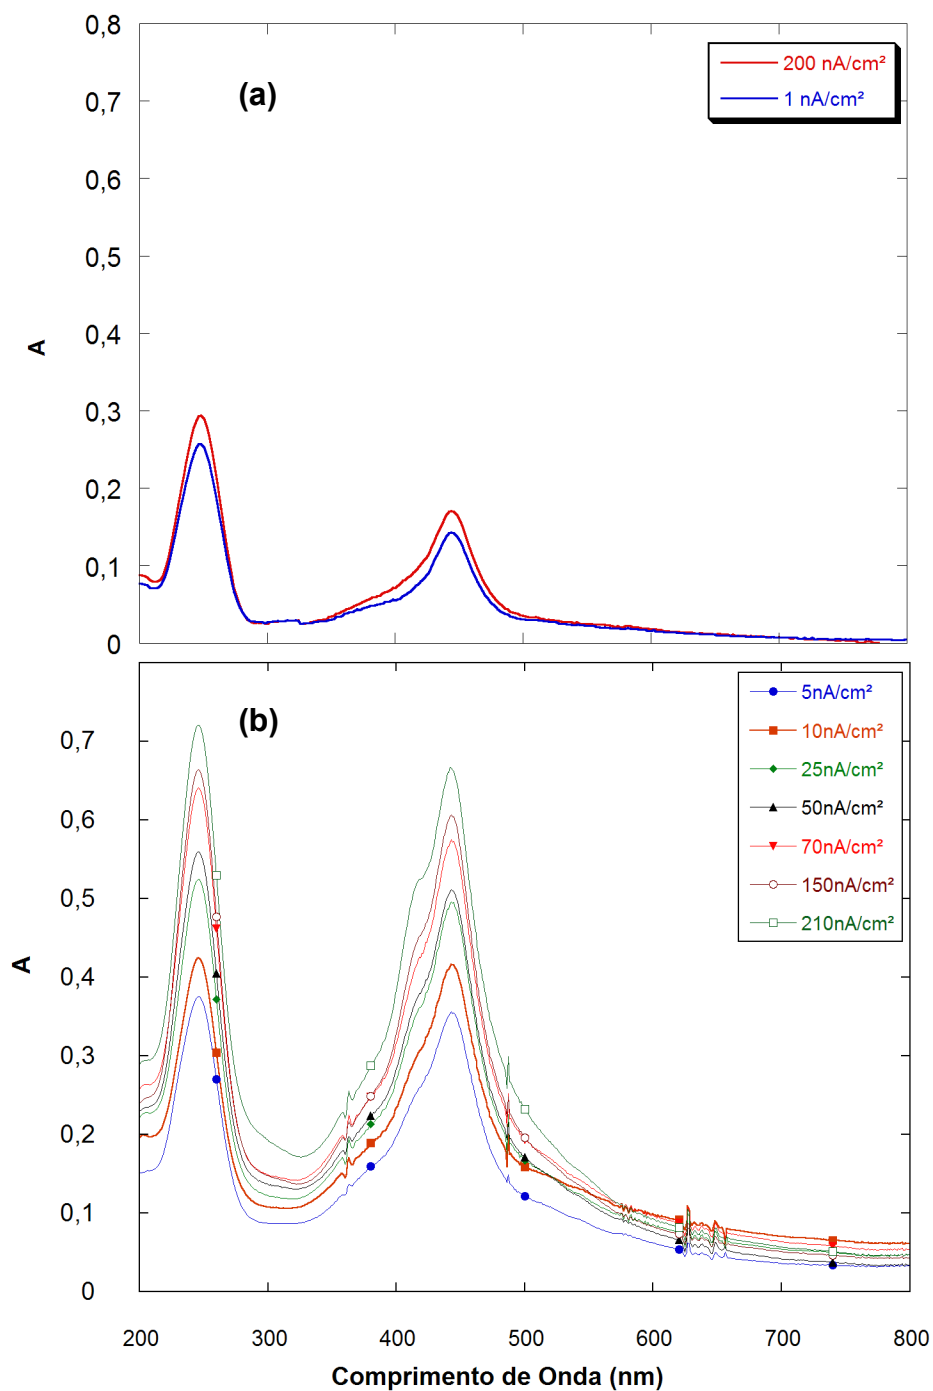 0,8
(a)
200 nA/cm²
1 nA/cm²
0,7
0,6
0,5
0,4
A
0,3
0,2
0,1
0
(b)
5nA/cm²
10nA/cm²
25nA/cm²
50nA/cm²
70nA/cm²
150nA/cm²
210nA/cm²
0,7
0,6
0,5
A
0,4
0,3
0,2
0,1
0
200 300 400 500 600 700 800
Comprimento de Onda (nm)